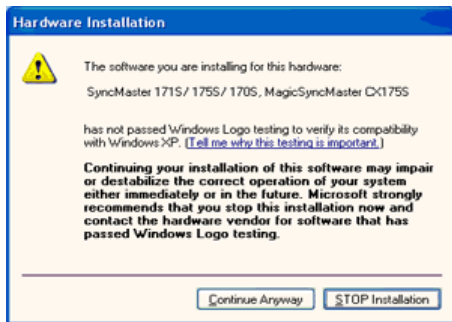 Hardware Installation
The software you are installing for this hardware:
SyncMaster 171S/ 175S/ 170S, MagicSyncMaster CX175S
has not passed Windows Logo testing to verify its compatibility
with Windows XP. (Tell me why this testing is important.)
Continuing your installation of this software may impair
or destabilize the correct operation of your system
either immediately or in the future. Microsoft strongly
recommends that you stop this installation now and
contact the hardware vendor for software that has
passed Windows Logo testing.
Continue Anyway
STOP Installation